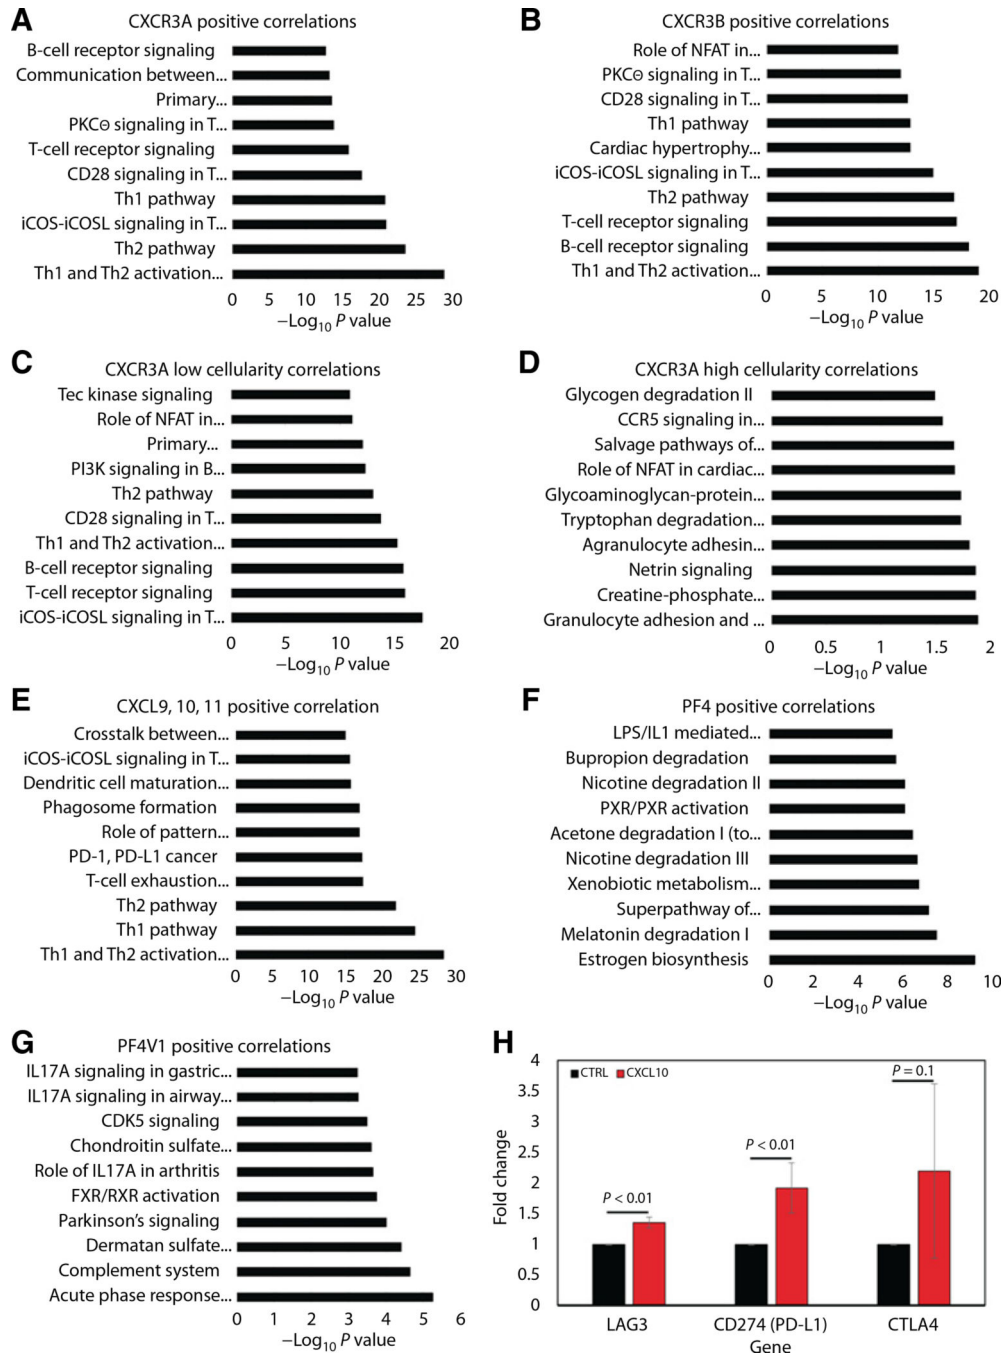 A
CXCR3A positive correlations
B-cell receptor signaling
Communication between...
Primary...
PKCΘ signaling in T...
T-cell receptor signaling
CD28 signaling in T...
Th1 pathway
iCOS-iCOSL signaling in T...
Th2 pathway
Th1 and Th2 activation...
0 5 10 15 20 25 30
−Log10 P value
B
CXCR3B positive correlations
Role of NFAT in...
PKCΘ signaling in T...
CD28 signaling in T...
Th1 pathway
Cardiac hypertrophy...
iCOS-iCOSL signaling in T...
Th2 pathway
T-cell receptor signaling
B-cell receptor signaling
Th1 and Th2 activation...
0 5 10 15 20
−Log10 P value
C
CXCR3A low cellularity correlations
Tec kinase signaling
Role of NFAT in...
Primary...
PI3K signaling in B...
Th2 pathway
CD28 signaling in T...
Th1 and Th2 activation...
B-cell receptor signaling
T-cell receptor signaling
iCOS-iCOSL signaling in T...
0 5 10 15 20
−Log10 P value
D
CXCR3A high cellularity correlations
Glycogen degradation II
CCR5 signaling in...
Salvage pathways of...
Role of NFAT in cardiac...
Glycoaminoglycan-protein...
Tryptophan degradation...
Agranulocyte adhesin...
Netrin signaling
Creatine-phosphate...
Granulocyte adhesion and ...
0 0.5 1 1.5 2
−Log10 P value
E
CXCL9, 10, 11 positive correlation
Crosstalk between...
iCOS-iCOSL signaling in T...
Dendritic cell maturation...
Phagosome formation
Role of pattern...
PD-1, PD-L1 cancer
T-cell exhaustion...
Th2 pathway
Th1 pathway
Th1 and Th2 activation...
0 5 10 15 20 25 30
−Log10 P value
F
PF4 positive correlations
LPS/IL1 mediated...
Bupropion degradation
Nicotine degradation II
PXR/PXR activation
Acetone degradation I (to...
Nicotine degradation III
Xenobiotic metabolism...
Superpathway of...
Melatonin degradation I
Estrogen biosynthesis
0 2 4 6 8 10
−Log10 P value
G
PF4V1 positive correlations
IL17A signaling in gastric...
IL17A signaling in airway...
CDK5 signaling
Chondroitin sulfate...
Role of IL17A in arthritis
FXR/RXR activation
Parkinson's signaling
Dermatan sulfate...
Complement system
Acute phase response...
0 1 2 3 4 5 6
−Log10 P value
H
CTRL CXCL10
Fold change
4
3.5
3
2.5
2
1.5
1
0.5
0
P < 0.01
P < 0.01
P = 0.1
LAG3 CD274 (PD-L1) CTLA4
Gene